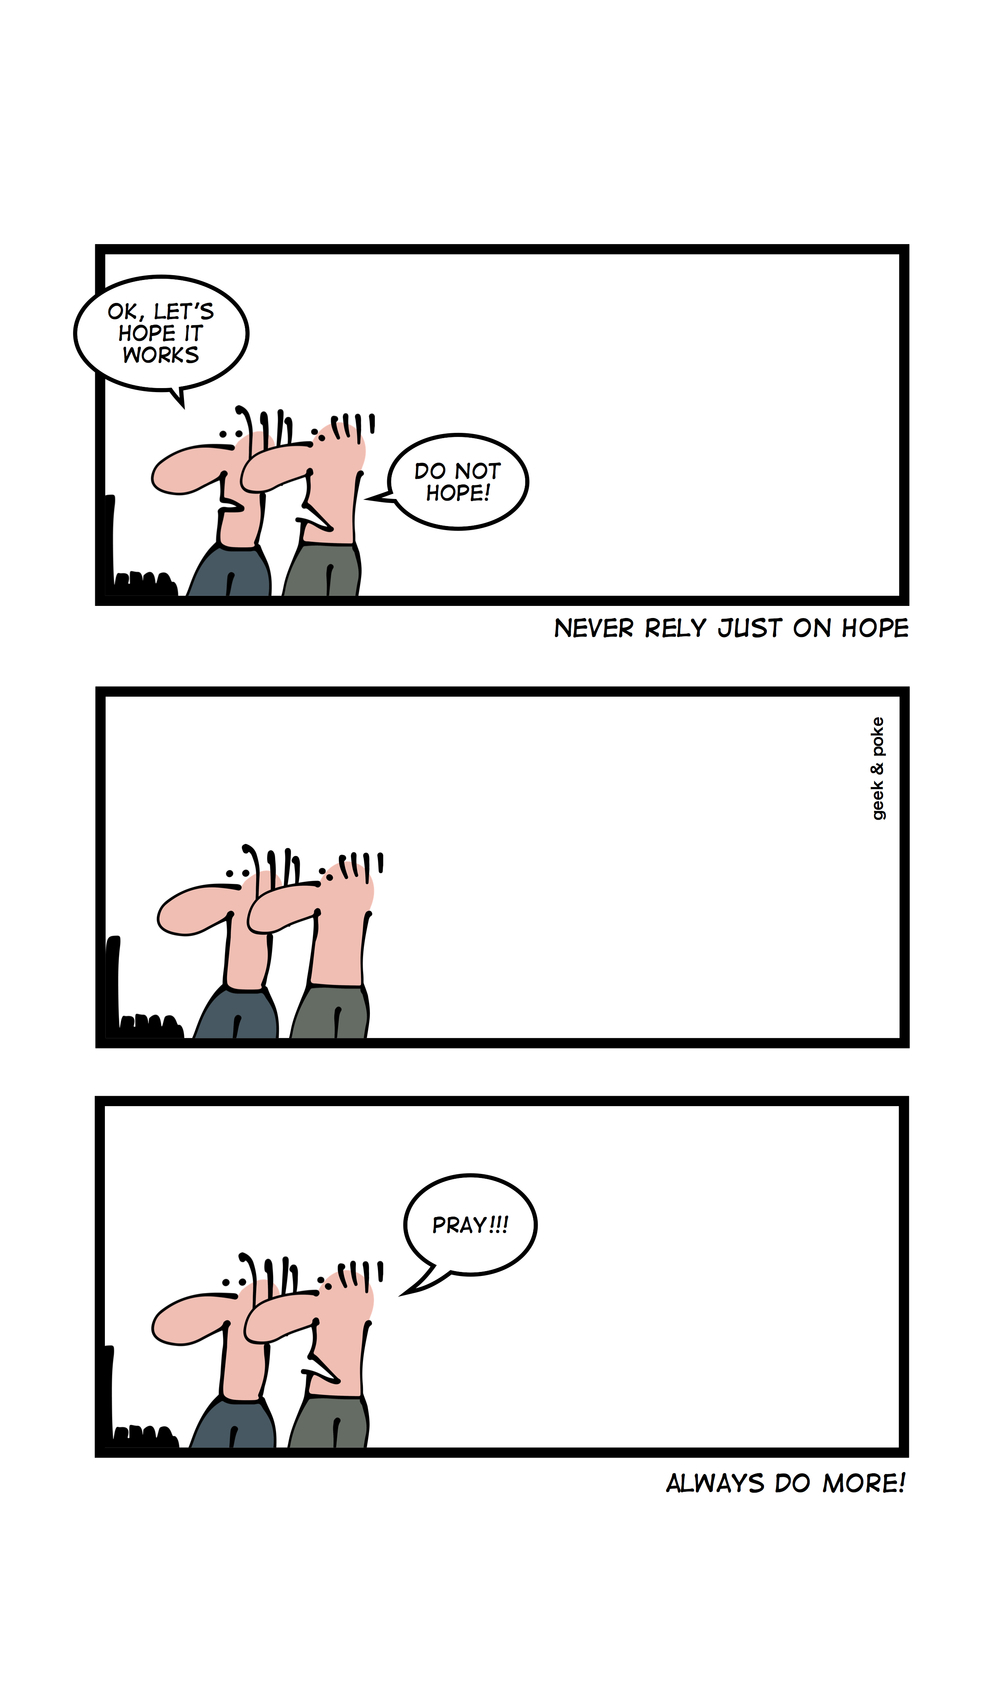 OK, LET'S
HOPE IT
WORKS
DO NOT
HOPE!
NEVER RELY JUST ON HOPE
geek & poke
PRAY!!!
ALWAYS DO MORE!